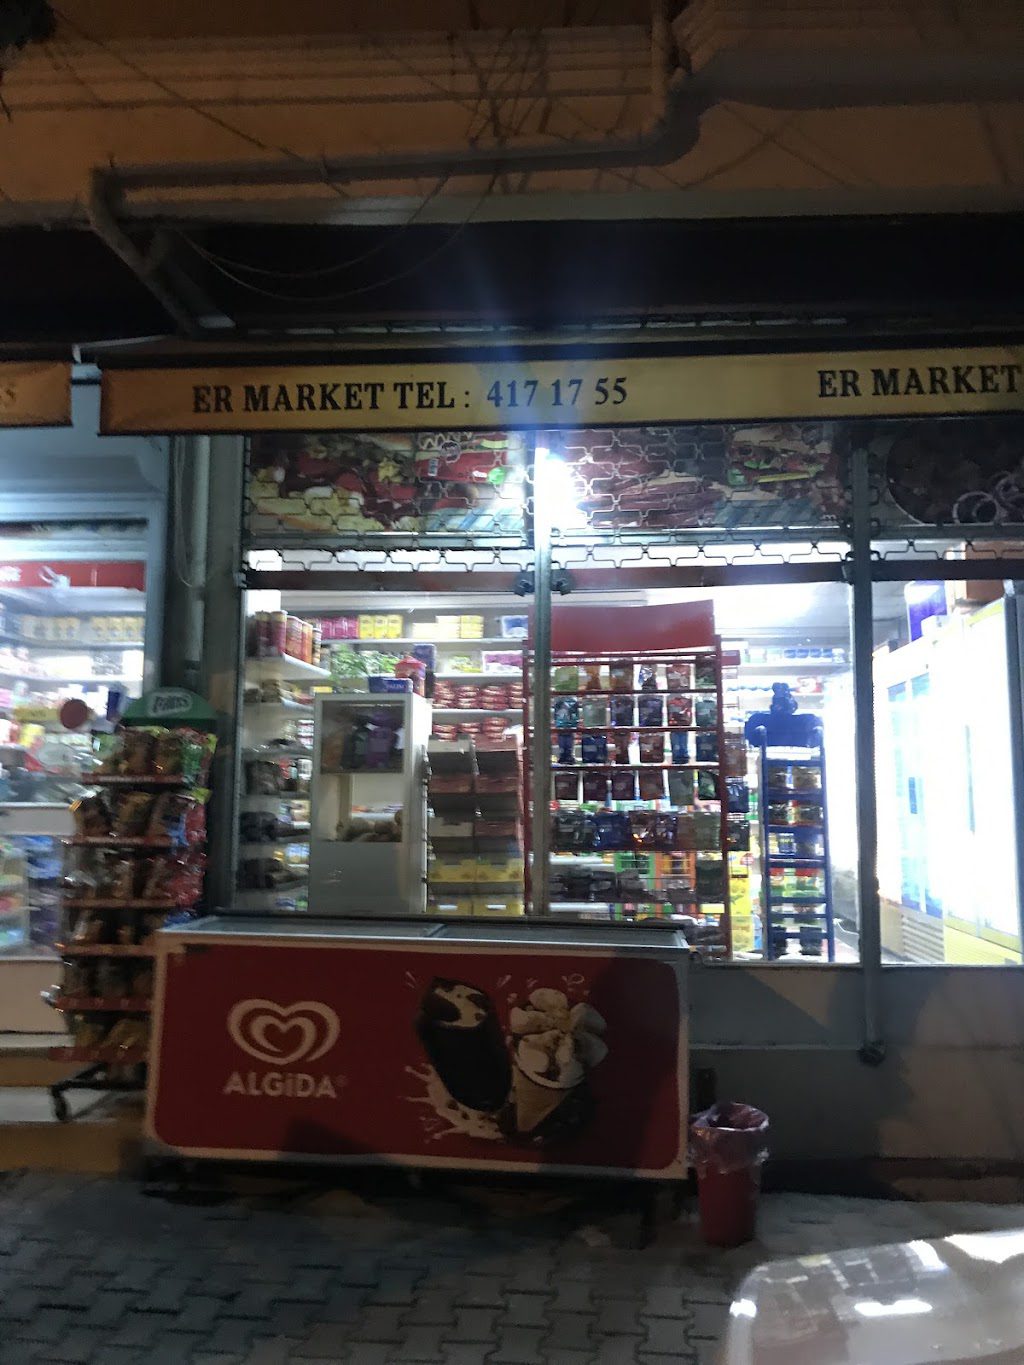 ER MARKET TEL : 417 17 55
ER MARKET
ALGiDA